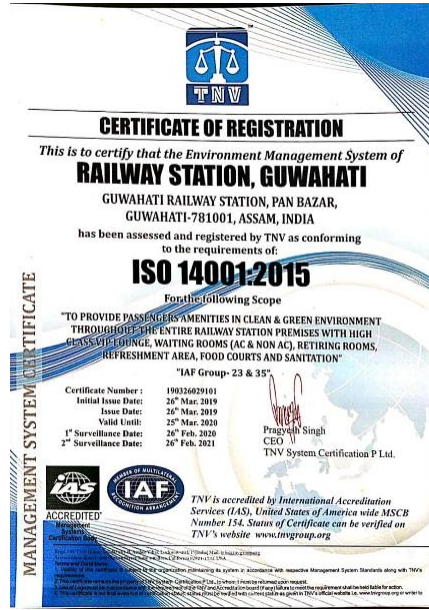 TNV
CERTIFICATE OF REGISTRATION
This is to certify that the Environment Management System of
RAILWAY STATION, GUWAHATI
GUWAHATI RAILWAY STATION, PAN BAZAR,
GUWAHATI-781001, ASSAM, INDIA
has been assessed and registered by TNV as conforming
to the requirements of:
ISO 14001:2015
For the following Scope
"TO PROVIDE PASSENGERS AMENITIES IN CLEAN & GREEN ENVIRONMENT
THROUGHOUT THE ENTIRE RAILWAY STATION PREMISES WITH HIGH
CLASS VIP LOUNGE, WAITING ROOMS (AC & NON AC), RETIRING ROOMS,
REFRESHMENT AREA, FOOD COURTS AND SANITATION"
"IAF Group- 23 & 35"
Certificate Number : 190326029101
Initial Issue Date: 26th Mar. 2019
Issue Date: 26th Mar. 2019
Valid Until: 25th Mar. 2020
1st Surveillance Date: 26th Feb. 2020
2nd Surveillance Date: 26th Feb. 2021
Pragyesh Singh
CEO
TNV System Certification P Ltd.
MANAGEMENT SYSTEM CERTIFICATE
IAS
ACCREDITED
Management
Systems
Certification Body
MEMBER OF MULTILATERAL
IAF
RECOGNITION ARRANGEMENT
TNV is accredited by International Accreditation
Services (IAS), United States of America wide MSCB
Number 154. Status of Certificate can be verified on
TNV's website www.tnvgroup.org